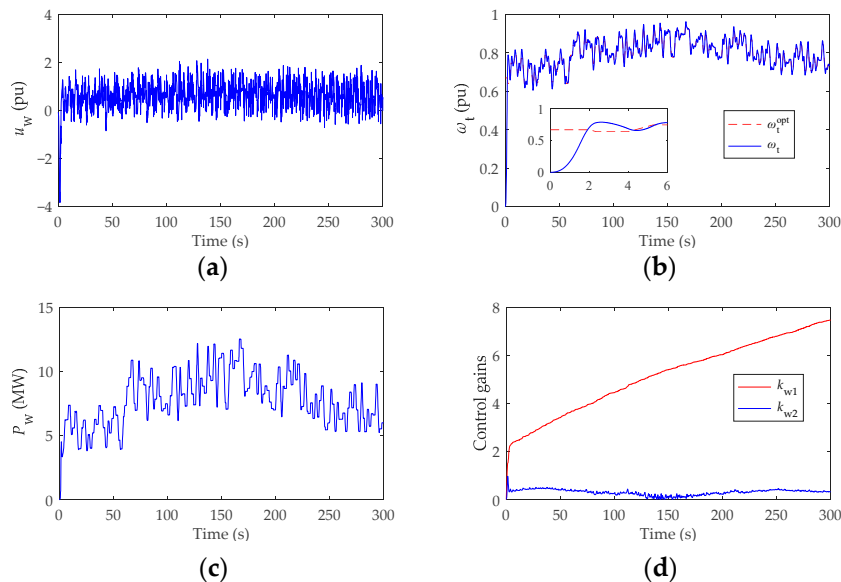 4
2
0
−2
−4
u_w (pu)
0 50 100 150 200 250 300
Time (s)
(a)
1
0.8
0.6
0.4
0.2
0
ω_t (pu)
1
0.5
0
0 2 4 6
ω_t^opt
ω_t
0 50 100 150 200 250 300
Time (s)
(b)
15
10
5
0
P_w (MW)
0 50 100 150 200 250 300
Time (s)
(c)
8
6
4
2
0
Control gains
k_w1
k_w2
0 50 100 150 200 250 300
Time (s)
(d)